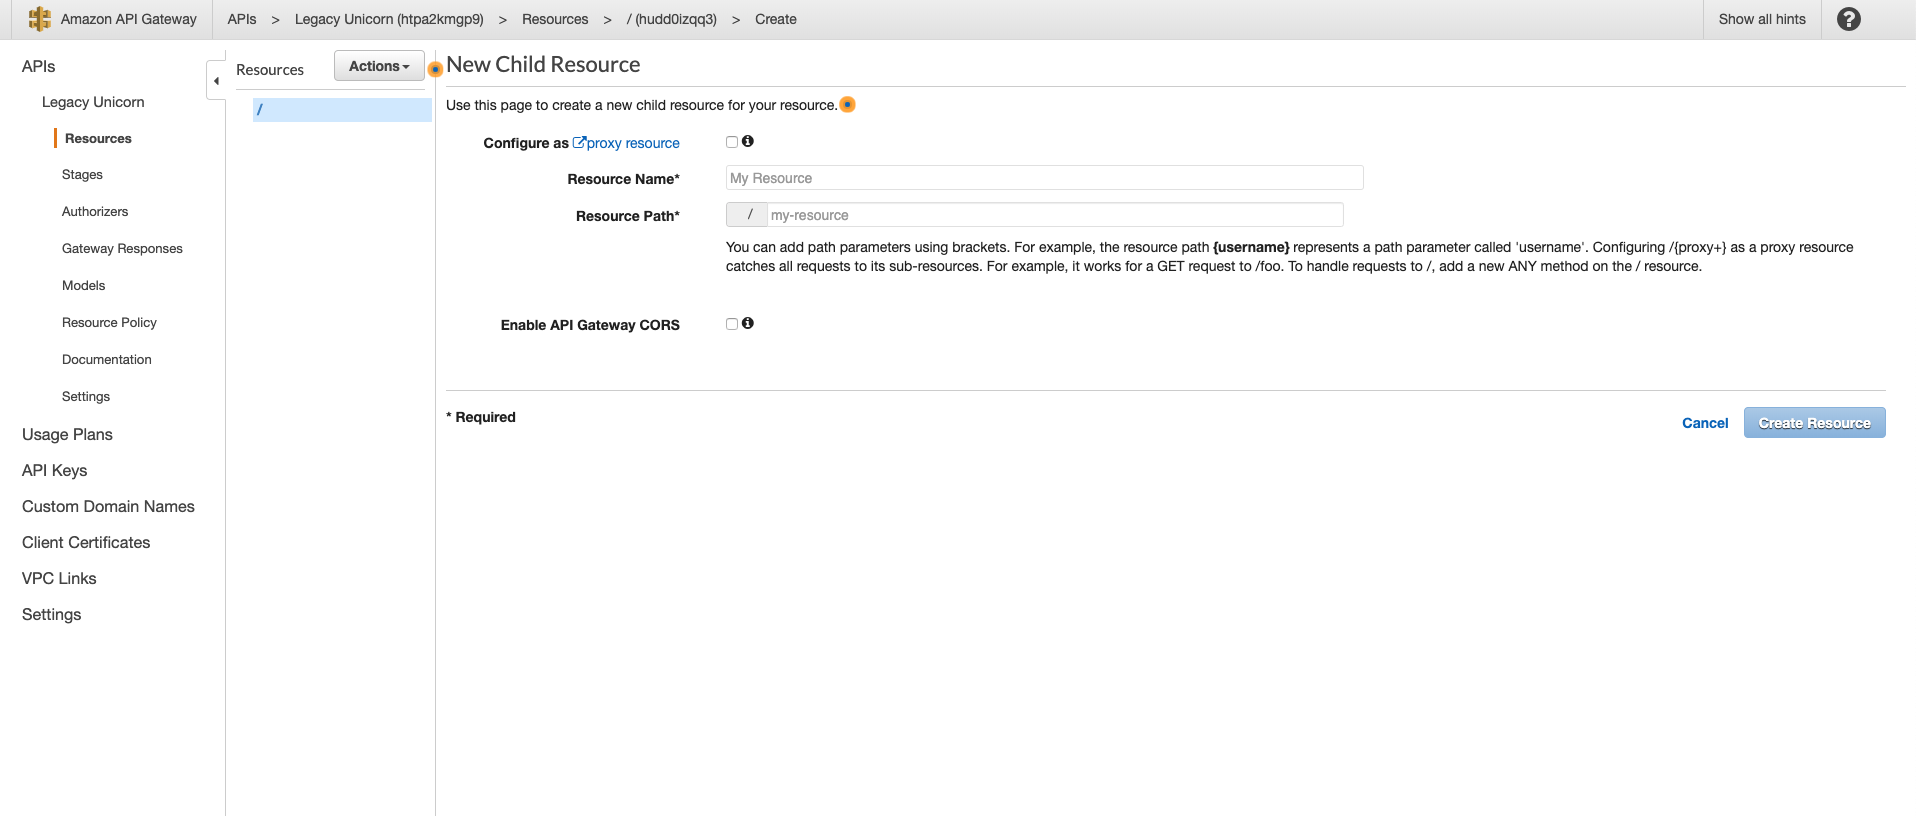 Amazon API Gateway APIs > Legacy Unicorn (htpa2kmgp9) > Resources > / (hudd0izqq3) > Create Show all hints ?
APIs
Legacy Unicorn
Resources
Stages
Authorizers
Gateway Responses
Models
Resource Policy
Documentation
Settings
Usage Plans
API Keys
Custom Domain Names
Client Certificates
VPC Links
Settings
Resources Actions
/
New Child Resource
Use this page to create a new child resource for your resource.
Configure as proxy resource
Resource Name* My Resource
Resource Path* / my-resource
You can add path parameters using brackets. For example, the resource path {username} represents a path parameter called 'username'. Configuring /{proxy+} as a proxy resource
catches all requests to its sub-resources. For example, it works for a GET request to /foo. To handle requests to /, add a new ANY method on the / resource.
Enable API Gateway CORS
* Required
Cancel Create Resource